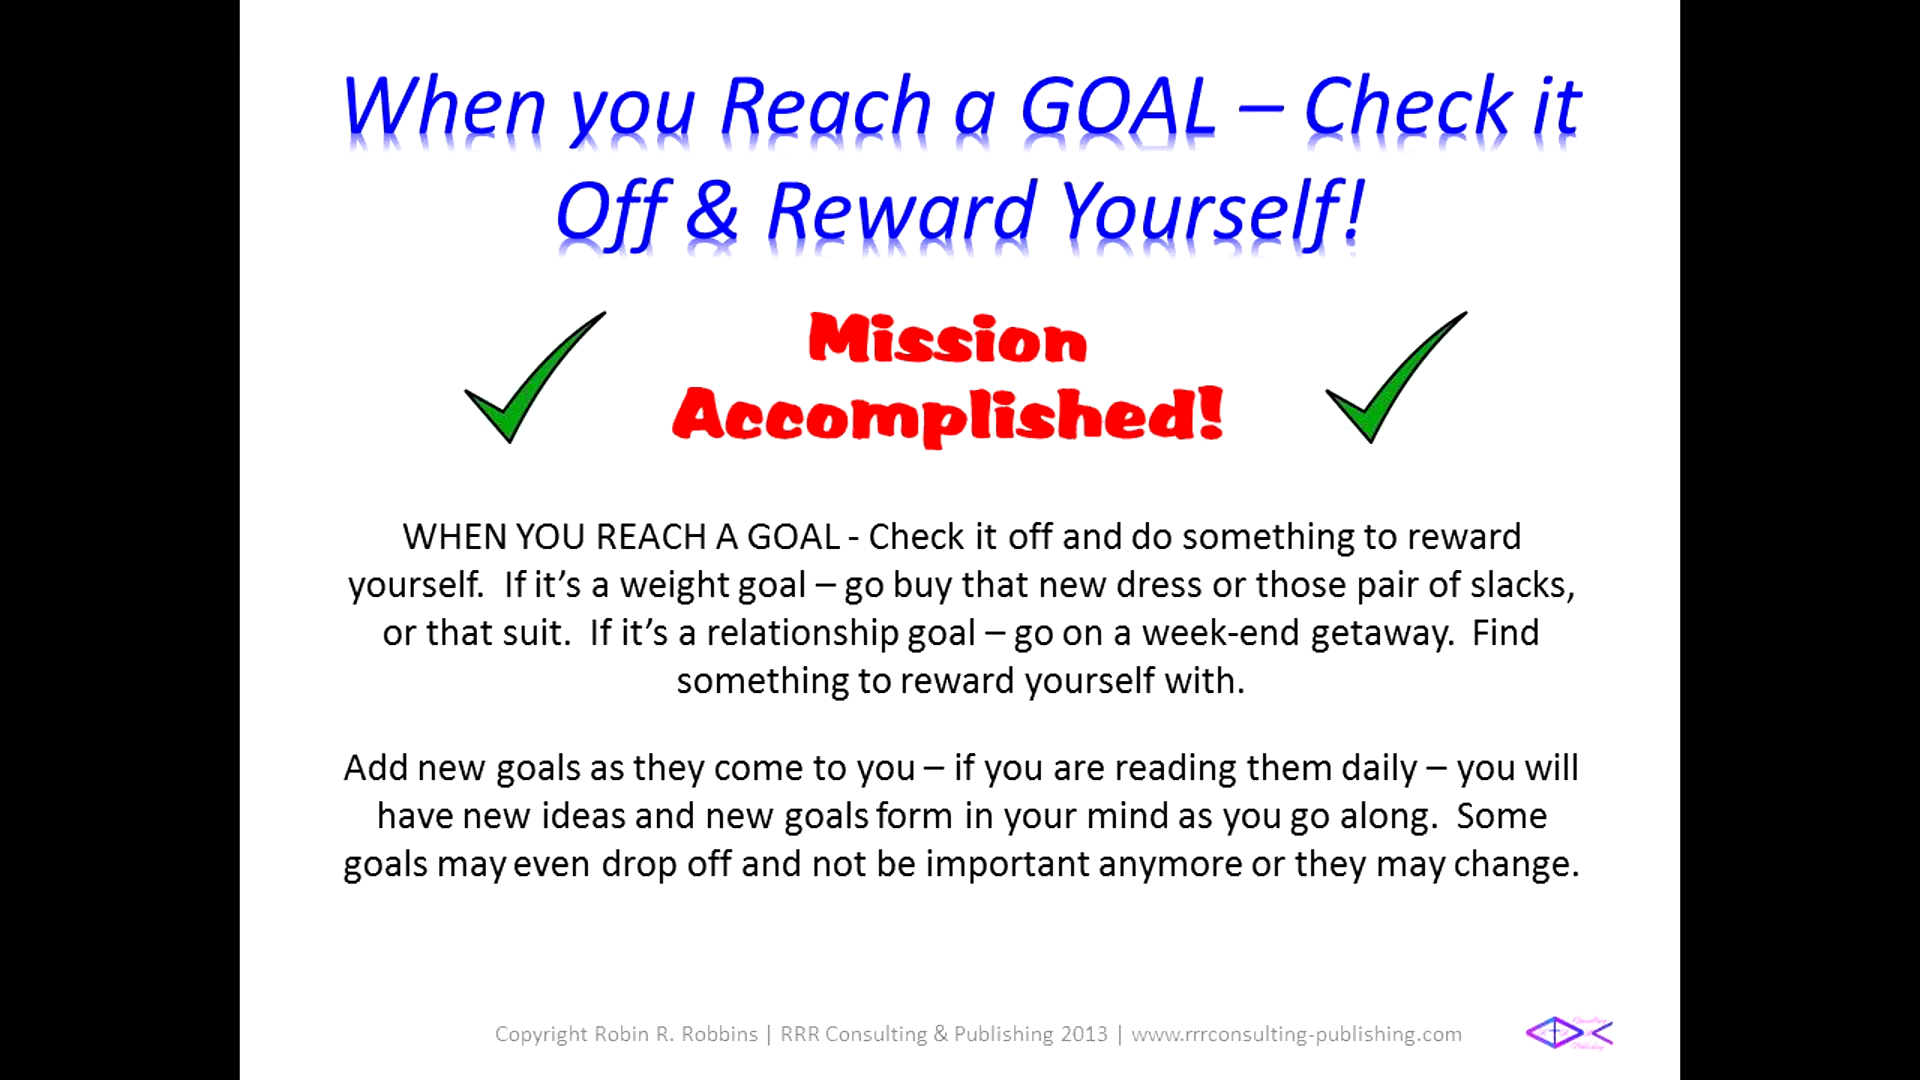 When you Reach a GOAL – Check it
Off & Reward Yourself!
Mission
Accomplished!
WHEN YOU REACH A GOAL - Check it off and do something to reward
yourself.  If it’s a weight goal – go buy that new dress or those pair of slacks,
or that suit.  If it’s a relationship goal – go on a week-end getaway.  Find
something to reward yourself with.
Add new goals as they come to you – if you are reading them daily – you will
have new ideas and new goals form in your mind as you go along.  Some
goals may even drop off and not be important anymore or they may change.
Copyright Robin R. Robbins | RRR Consulting & Publishing 2013 | www.rrrconsulting-publishing.com
Consulting
Publishing